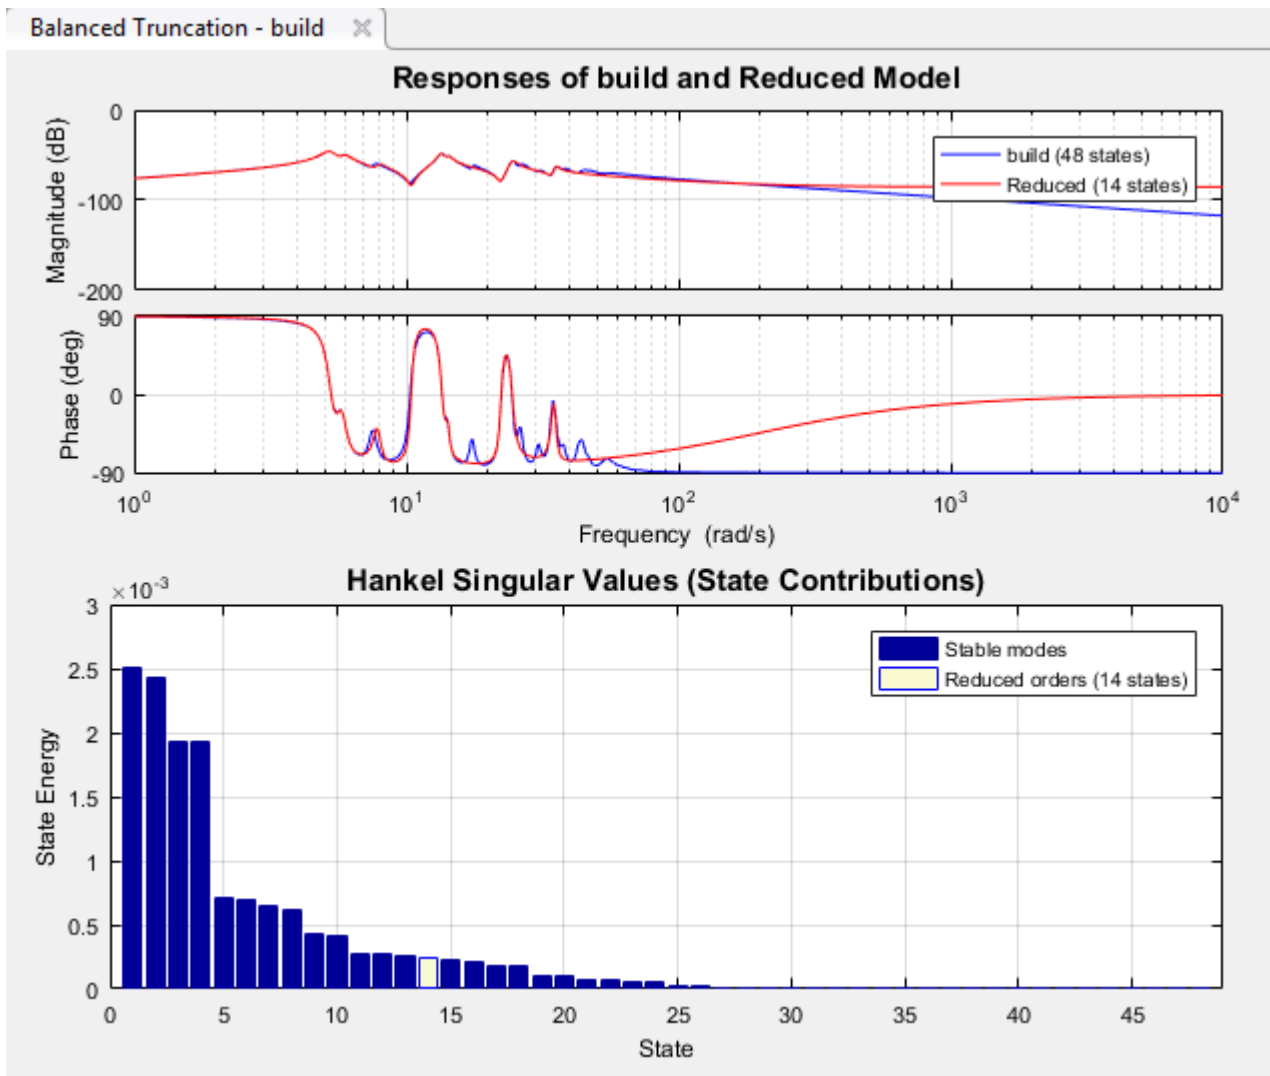 Balanced Truncation - build
Responses of build and Reduced Model
Magnitude (dB)
0
-100
-200
build (48 states)
Reduced (14 states)
Phase (deg)
90
0
-90
10^0 10^1 10^2 10^3 10^4
Frequency (rad/s)
Hankel Singular Values (State Contributions)
×10^-3
State Energy
3
2.5
2
1.5
1
0.5
0
Stable modes
Reduced orders (14 states)
0 5 10 15 20 25 30 35 40 45
State